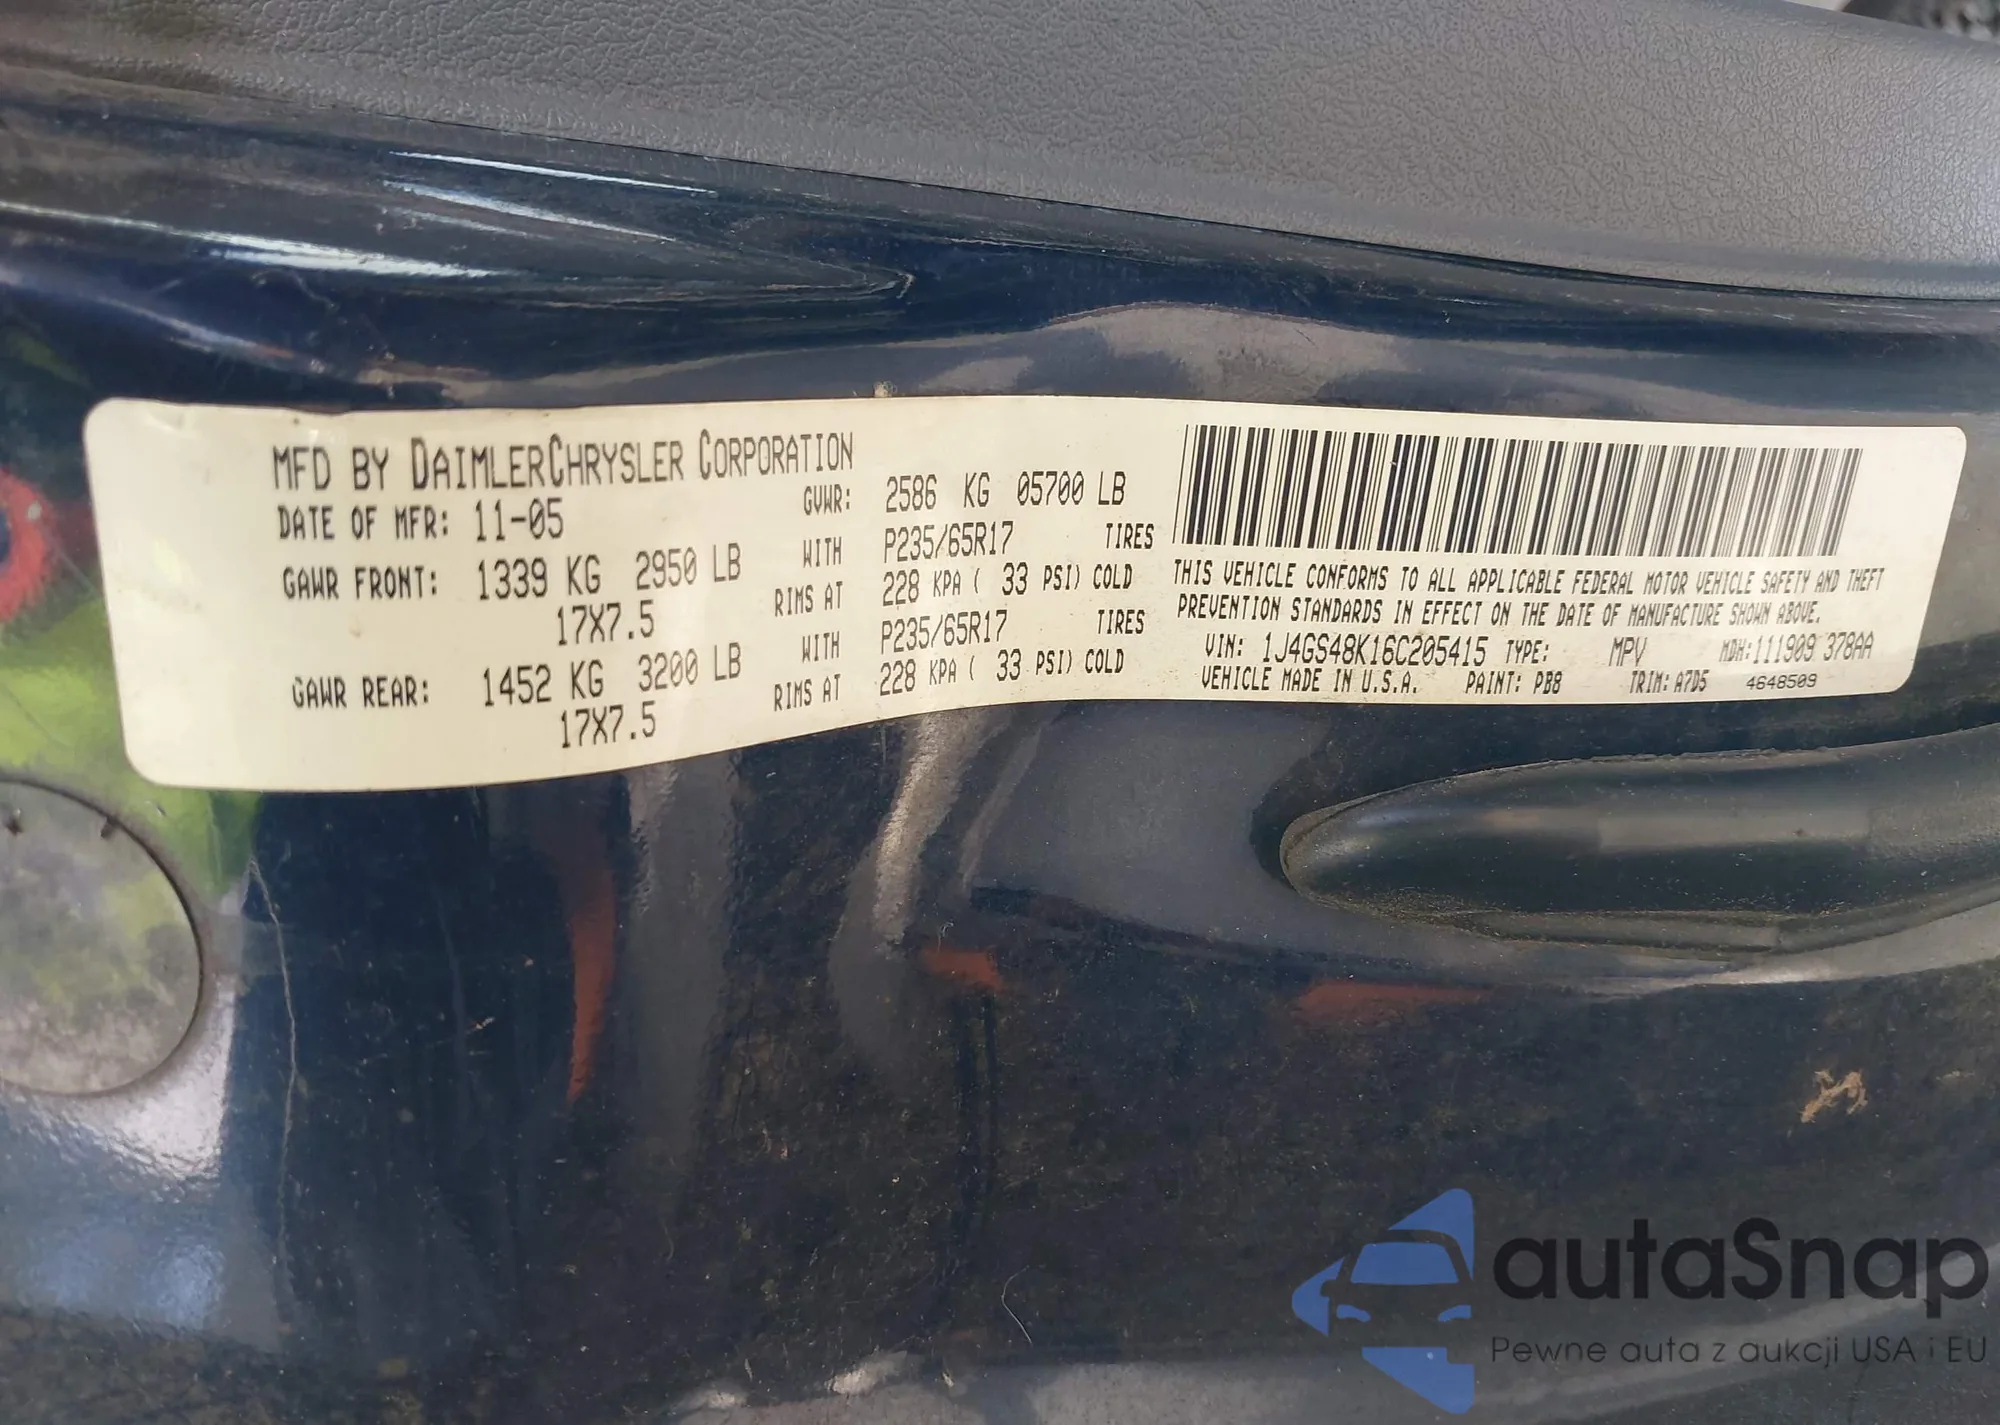 MFD BY DAIMLERCHRYSLER CORPORATION
DATE OF MFR: 11-05 GVWR: 2586 KG 05700 LB
GAWR FRONT: 1339 KG 2950 LB WITH P235/65R17 TIRES
17X7.5 RIMS AT 228 KPA ( 33 PSI) COLD
GAWR REAR: 1452 KG 3200 LB WITH P235/65R17 TIRES
17X7.5 RIMS AT 228 KPA ( 33 PSI) COLD
THIS VEHICLE CONFORMS TO ALL APPLICABLE FEDERAL MOTOR VEHICLE SAFETY AND THEFT
PREVENTION STANDARDS IN EFFECT ON THE DATE OF MANUFACTURE SHOWN ABOVE.
VIN: 1J4GS48K16C205415 TYPE: MPV MDH:111909 378AA
VEHICLE MADE IN U.S.A. PAINT: PB8 TRIM: A7D5 4648509
autaSnap
Pewne auta z aukcji USA i EU